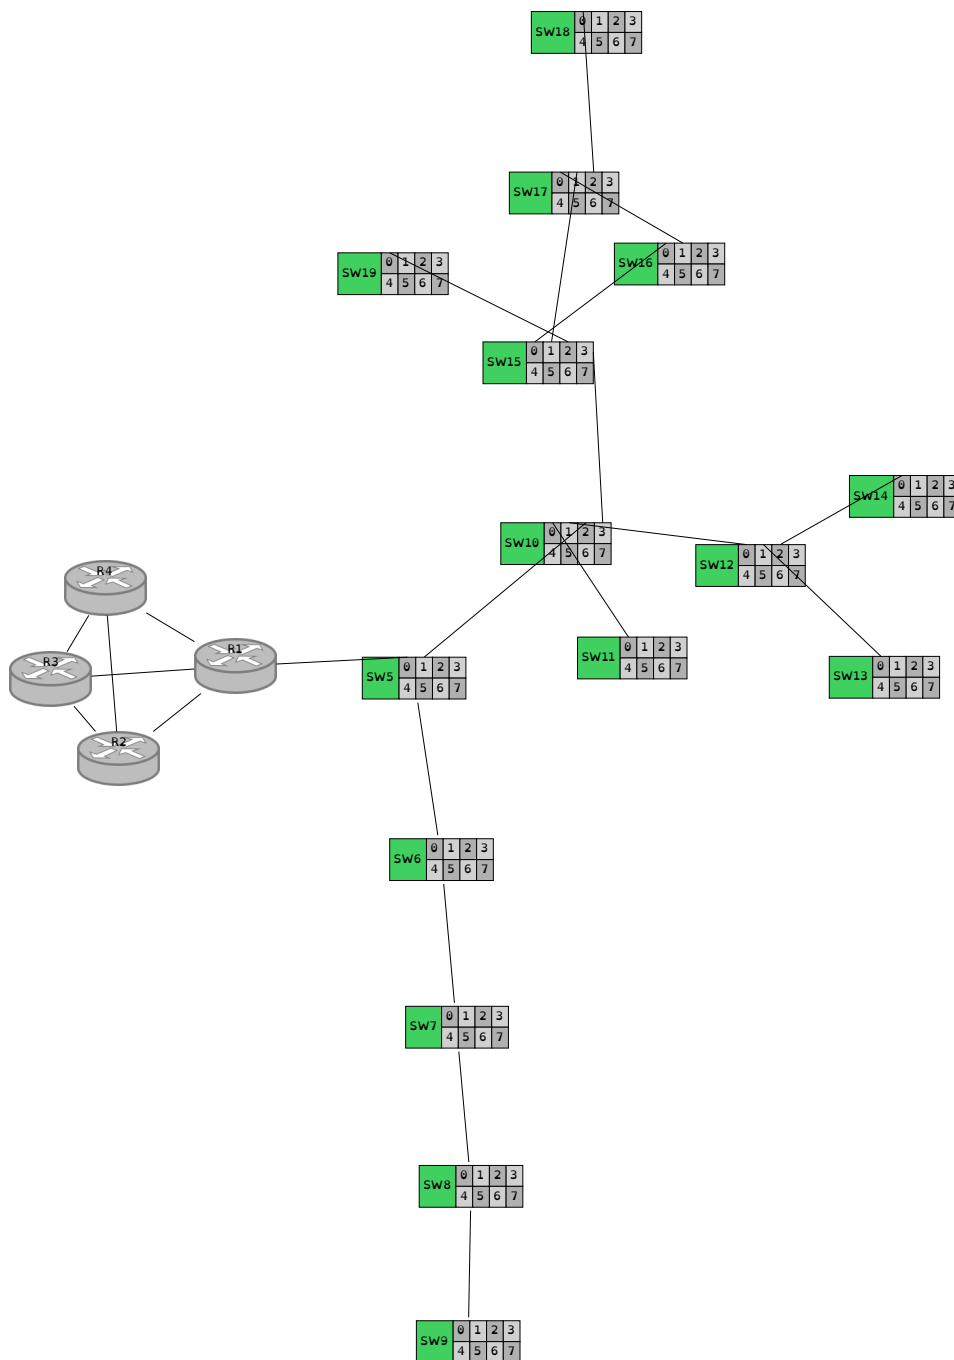 SW18 0 1 2 3
4 5 6 7
SW17 0 1 2 3
4 5 6 7
SW16 0 1 2 3
4 5 6 7
SW19 0 1 2 3
4 5 6 7
SW15 0 1 2 3
4 5 6 7
SW14 0 1 2 3
4 5 6 7
SW10 0 1 2 3
4 5 6 7
SW12 0 1 2 3
4 5 6 7
R4
R1
R3
SW5 0 1 2 3
4 5 6 7
SW11 0 1 2 3
4 5 6 7
SW13 0 1 2 3
4 5 6 7
R2
SW6 0 1 2 3
4 5 6 7
SW7 0 1 2 3
4 5 6 7
SW8 0 1 2 3
4 5 6 7
SW9 0 1 2 3
4 5 6 7